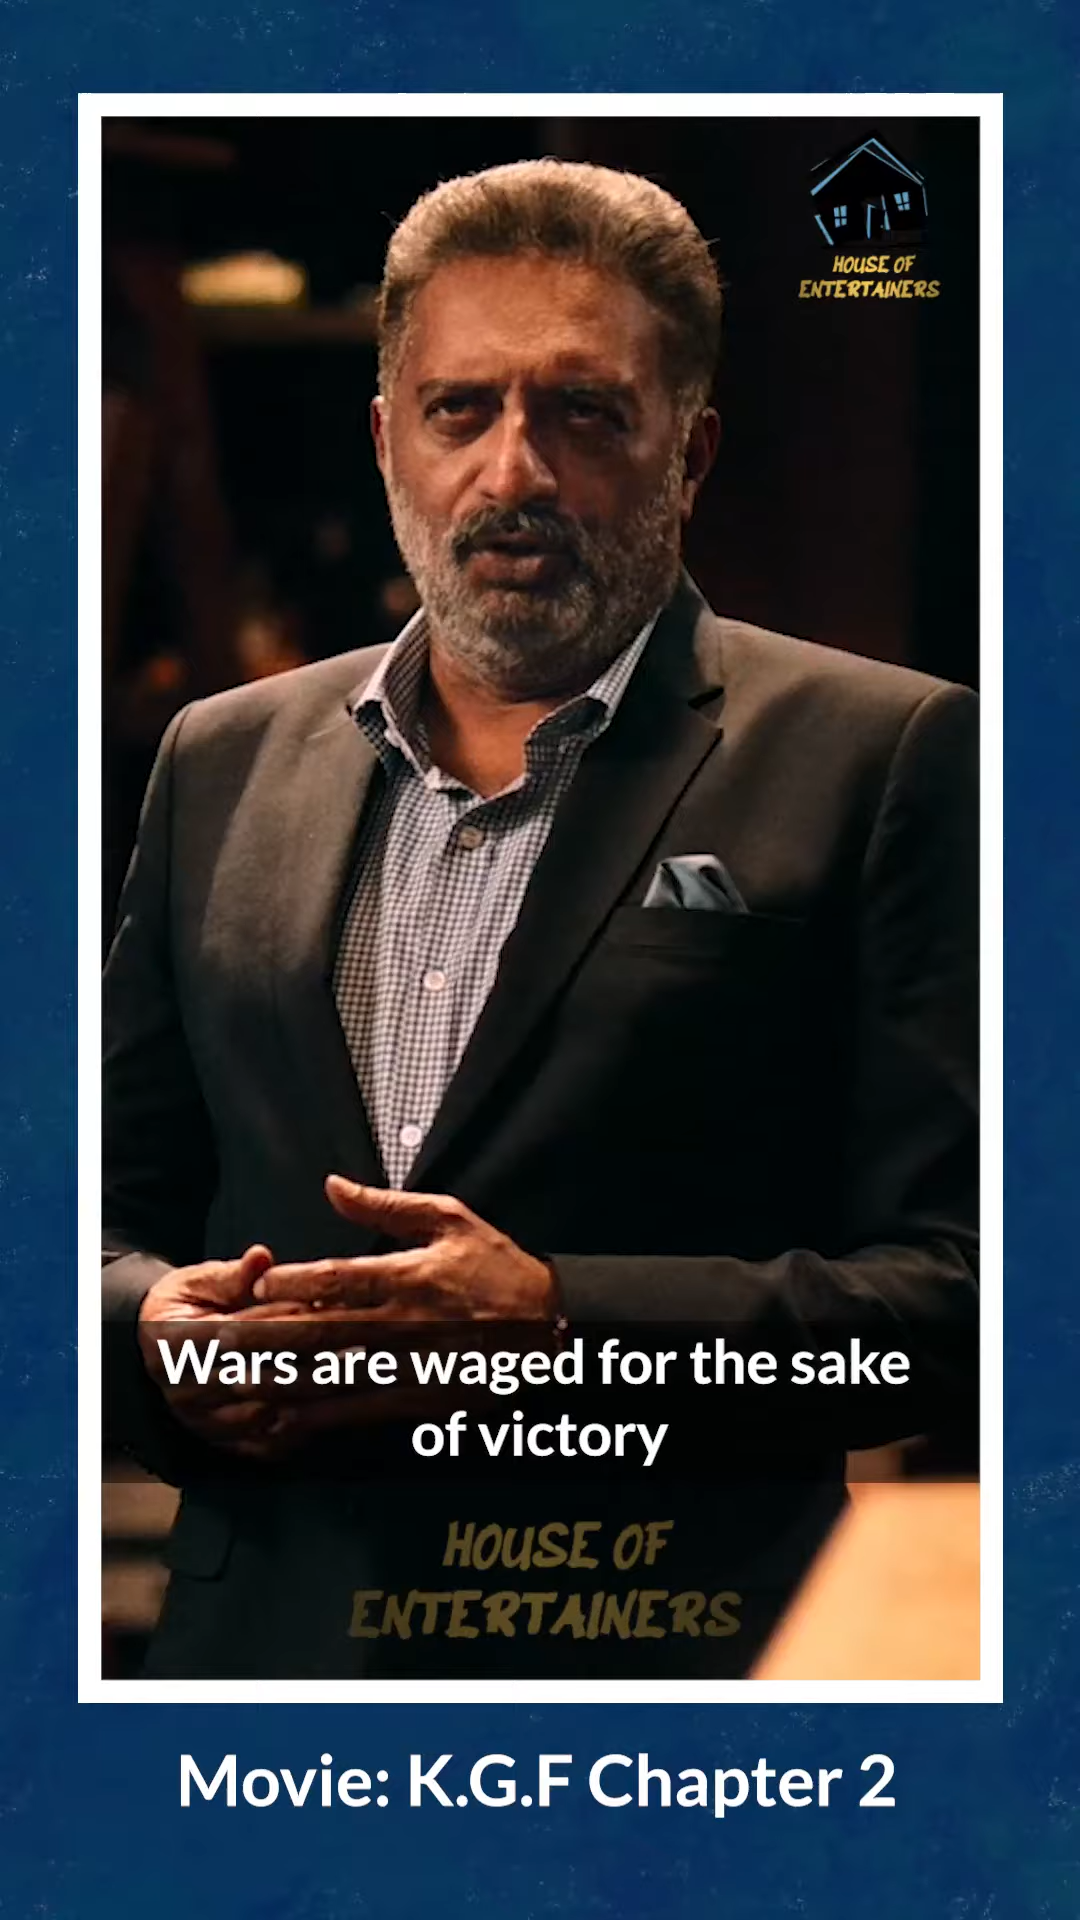 HOUSE OF
ENTERTAINERS
Wars are waged for the sake
of victory
HOUSE OF
ENTERTAINERS
Movie: K.G.F Chapter 2